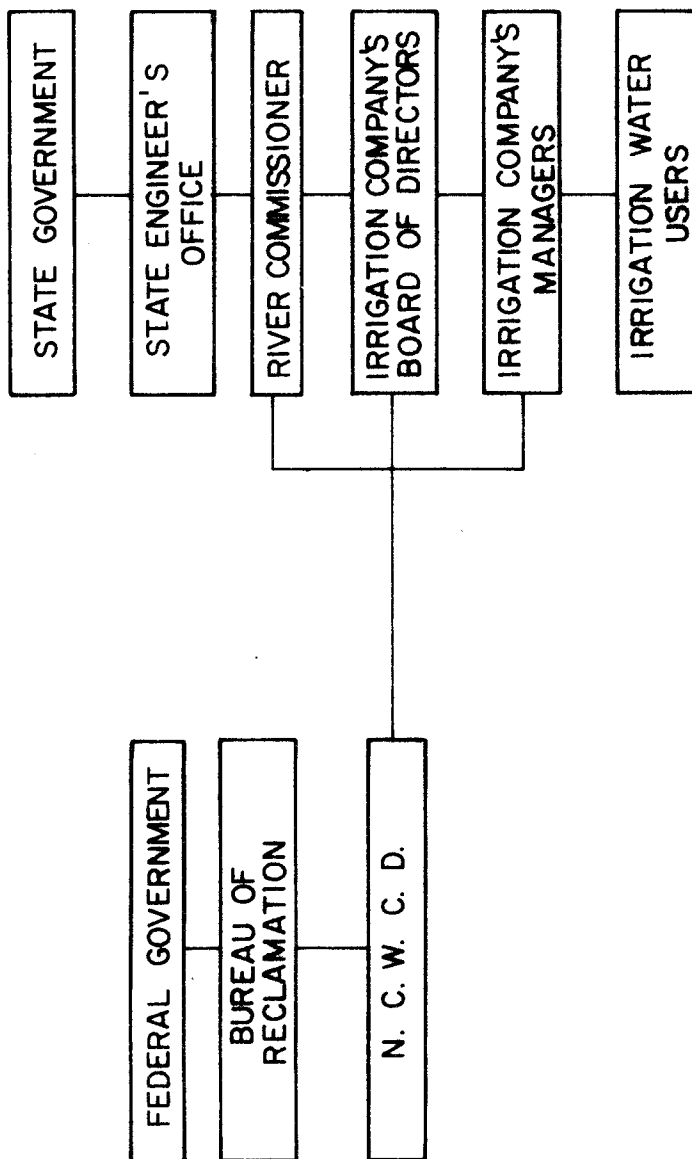 FEDERAL GOVERNMENT
BUREAU OF
RECLAMATION
N. C. W. C. D.
STATE GOVERNMENT
STATE ENGINEER'S
OFFICE
RIVER COMMISSIONER
IRRIGATION COMPANY'S
BOARD OF DIRECTORS
IRRIGATION COMPANY'S
MANAGERS
IRRIGATION WATER
USERS